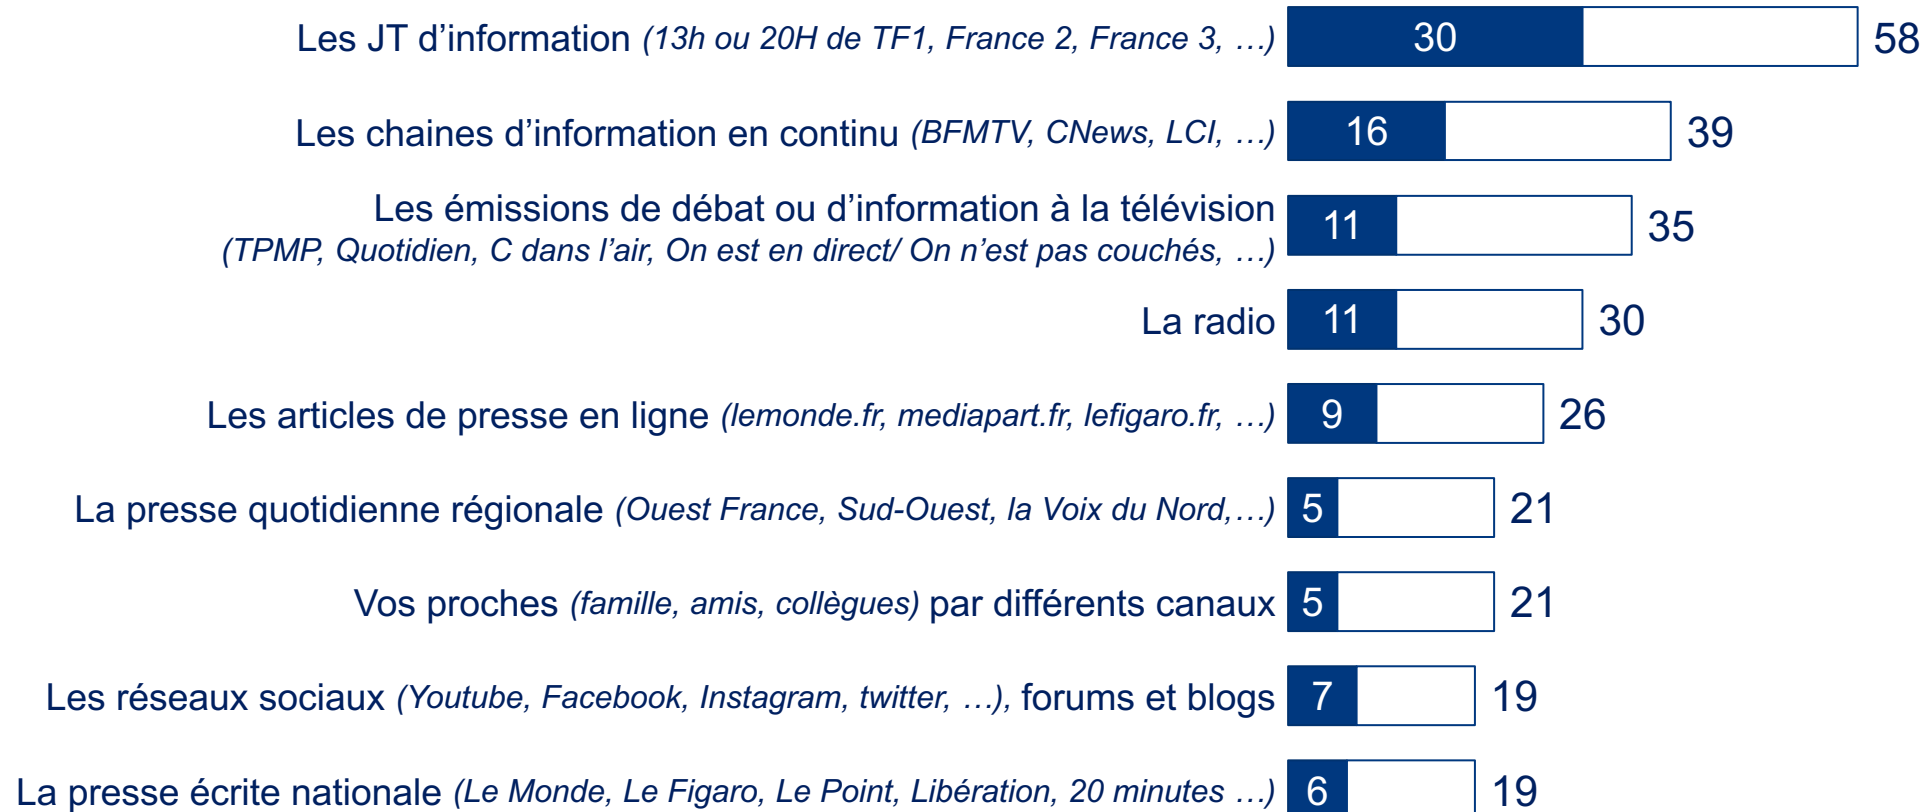 Les JT d’information (13h ou 20H de TF1, France 2, France 3, …) 30 58
Les chaines d’information en continu (BFMTV, CNews, LCI, …) 16 39
Les émissions de débat ou d’information à la télévision
(TPMP, Quotidien, C dans l’air, On est en direct/ On n’est pas couchés, …) 11 35
La radio 11 30
Les articles de presse en ligne (lemonde.fr, mediapart.fr, lefigaro.fr, …) 9 26
La presse quotidienne régionale (Ouest France, Sud-Ouest, la Voix du Nord,…) 5 21
Vos proches (famille, amis, collègues) par différents canaux 5 21
Les réseaux sociaux (Youtube, Facebook, Instagram, twitter, …), forums et blogs 7 19
La presse écrite nationale (Le Monde, Le Figaro, Le Point, Libération, 20 minutes …) 6 19